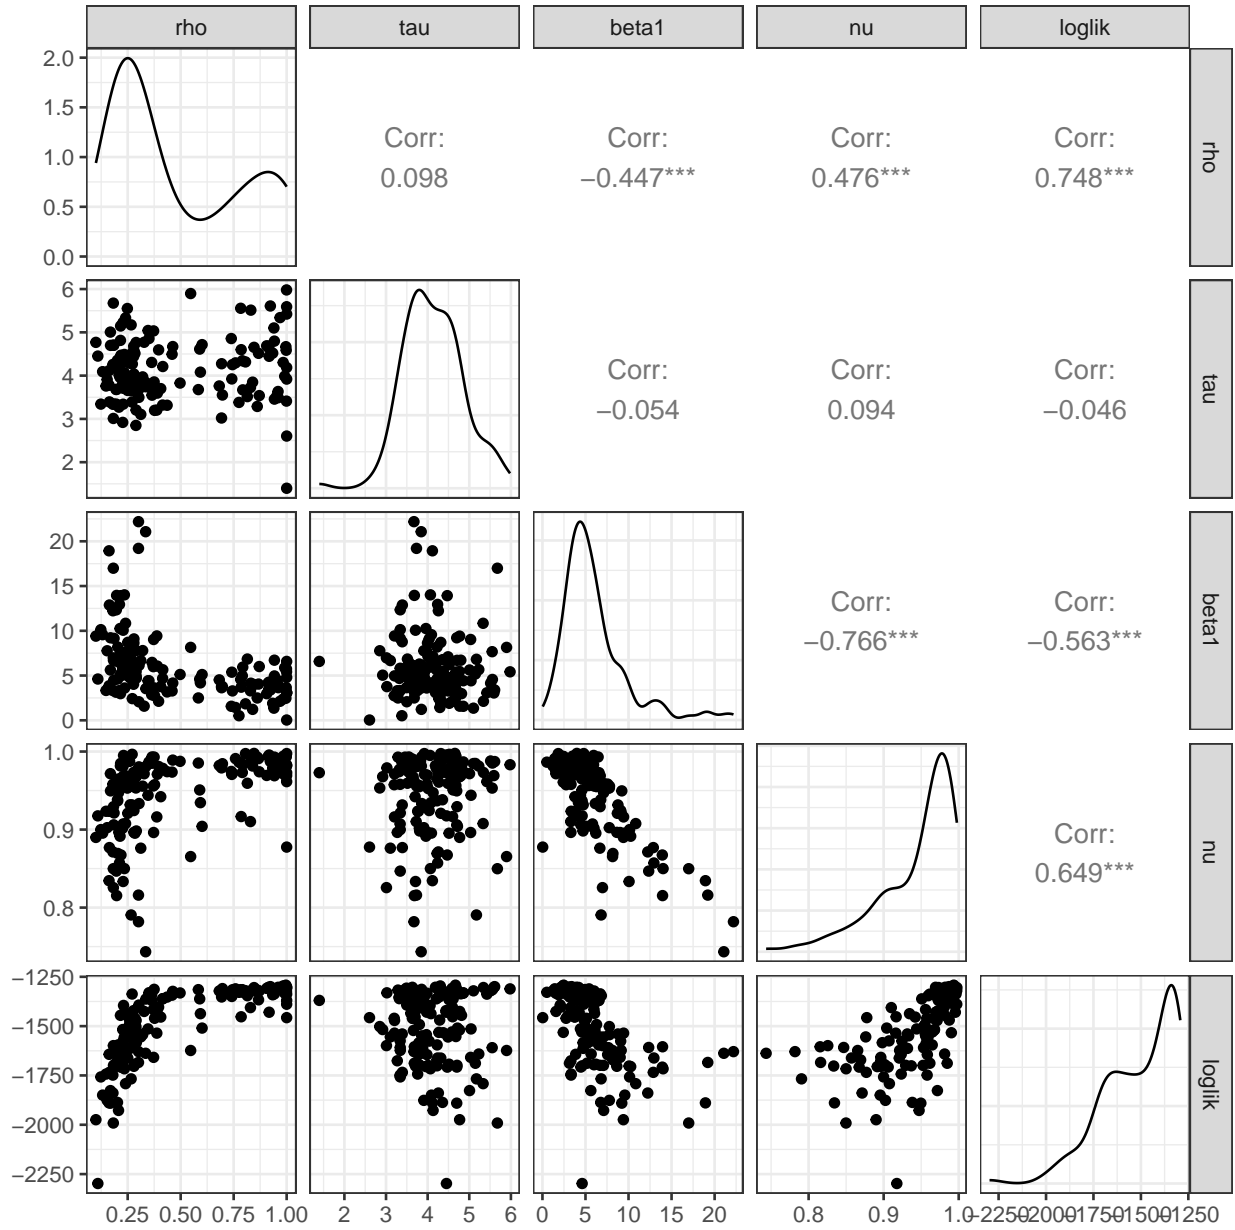 rho tau beta1 nu loglik
2.0
1.5
1.0
0.5
0.0
Corr:
0.098
Corr:
−0.447***
Corr:
0.476***
Corr:
0.748***
rho
6
5
4
3
2
Corr:
−0.054
Corr:
0.094
Corr:
−0.046
tau
20
15
10
5
0
Corr:
−0.766***
Corr:
−0.563***
beta1
1.0
0.9
0.8
Corr:
0.649***
nu
−1250
−1500
−1750
−2000
−2250
loglik
0.25 0.50 0.75 1.00
2 3 4 5 6
0 5 10 15 20
0.8 0.9 1.0
−2250 −2000 −1750 −1500 −1250